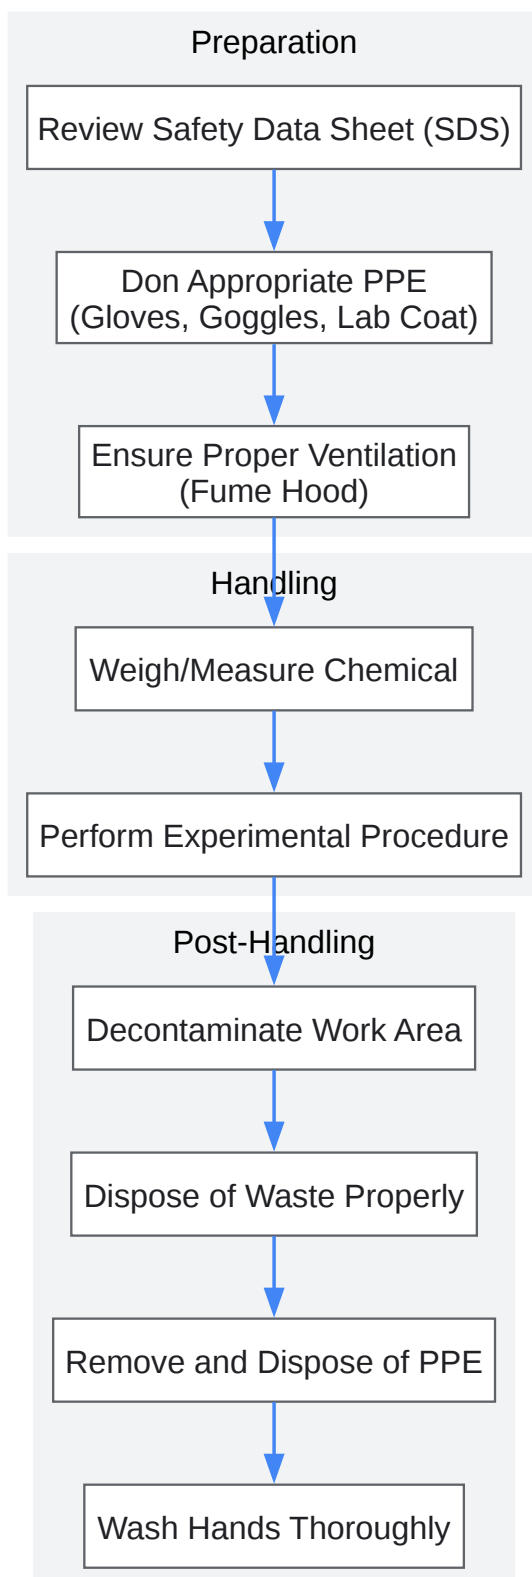 Preparation
Review Safety Data Sheet (SDS)
Don Appropriate PPE
(Gloves, Goggles, Lab Coat)
Ensure Proper Ventilation
(Fume Hood)
Handling
Weigh/Measure Chemical
Perform Experimental Procedure
Post-Handling
Decontaminate Work Area
Dispose of Waste Properly
Remove and Dispose of PPE
Wash Hands Thoroughly